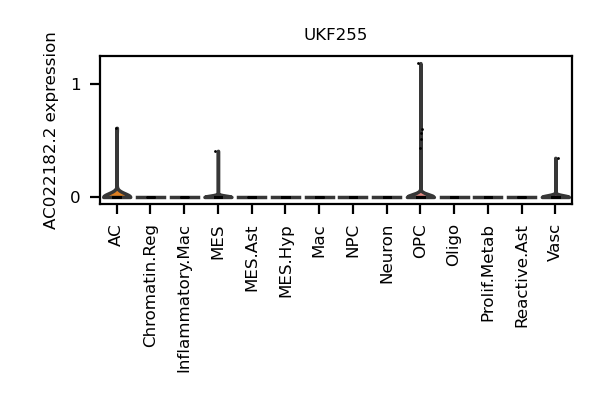 UKF255
AC022182.2 expression
1
0
AC
Chromatin.Reg
Inflammatory.Mac
MES
MES.Ast
MES.Hyp
Mac
NPC
Neuron
OPC
Oligo
Prolif.Metab
Reactive.Ast
Vasc